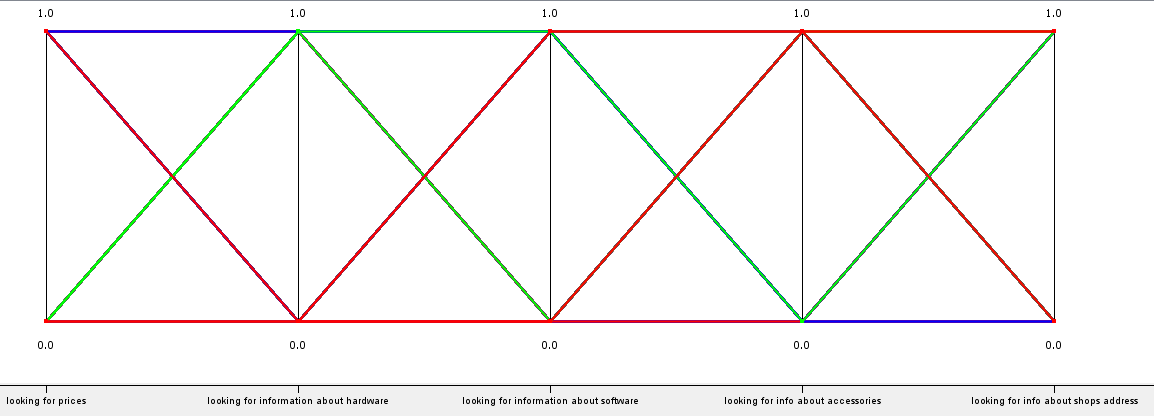 1.0 1.0 1.0 1.0 1.0
0.0 0.0 0.0 0.0 0.0
looking for prices looking for information about hardware looking for information about software looking for info about accessories looking for info about shops address